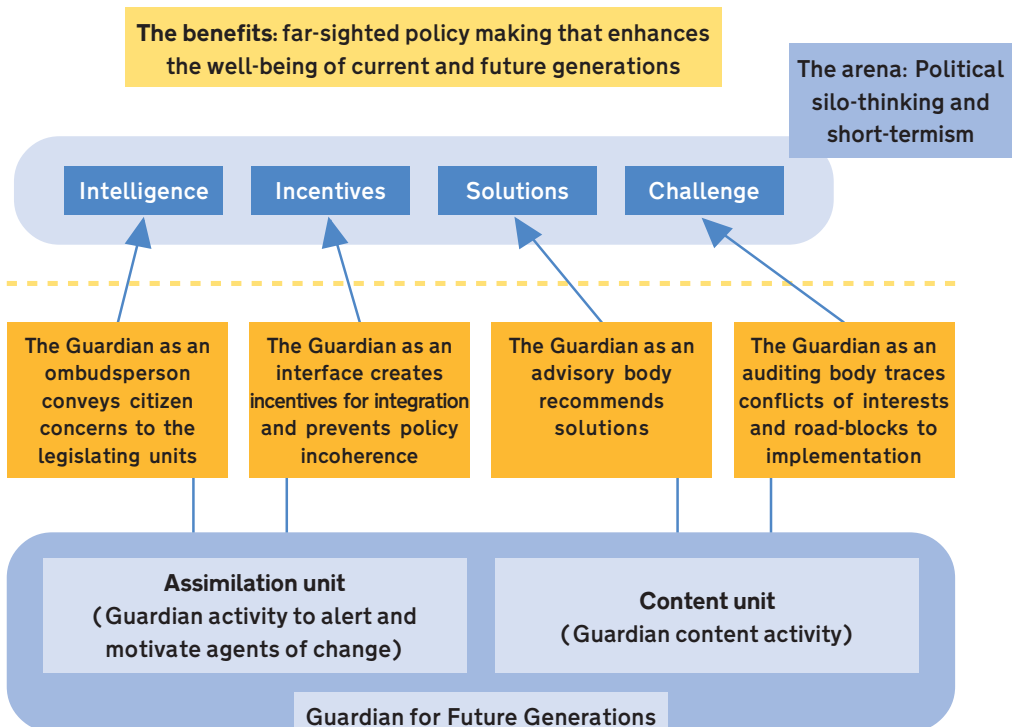 The benefits: far-sighted policy making that enhances
the well-being of current and future generations
The arena: Political
silo-thinking and
short-termism
Intelligence
Incentives
Solutions
Challenge
The Guardian as an
ombudsperson
conveys citizen
concerns to the
legislating units
The Guardian as an
interface creates
incentives for integration
and prevents policy
incoherence
The Guardian as an
advisory body
recommends
solutions
The Guardian as an
auditing body traces
conflicts of interests
and road-blocks to
implementation
Assimilation unit
(Guardian activity to alert and
motivate agents of change)
Content unit
(Guardian content activity)
Guardian for Future Generations